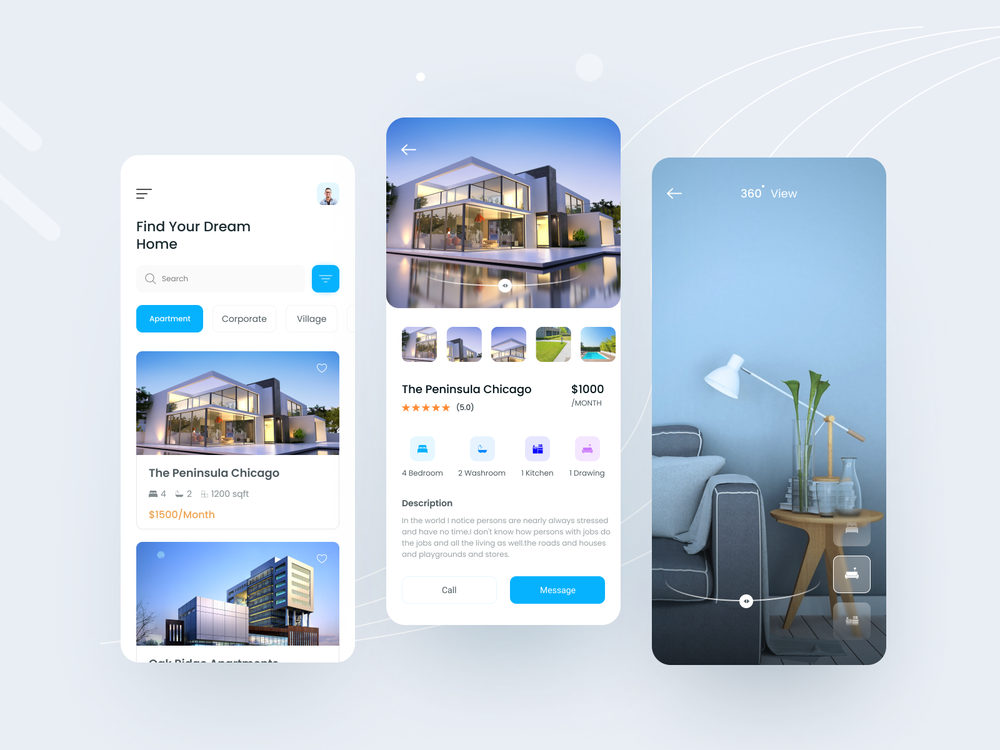 Find Your Dream
Home
Search
Apartment
Corporate
Village
The Peninsula Chicago
4
2
1200 sqft
$1500/Month
Oak Ridge Apartments
The Peninsula Chicago
$1000
(5.0)
/MONTH
4 Bedroom
2 Washroom
1 Kitchen
1 Drawing
Description
In the world I notice persons are nearly always stressed
and have no time.I don't know how persons with jobs do
the jobs and all the living as well.the roads and houses
and playgrounds and stores.
Call
Message
360° View